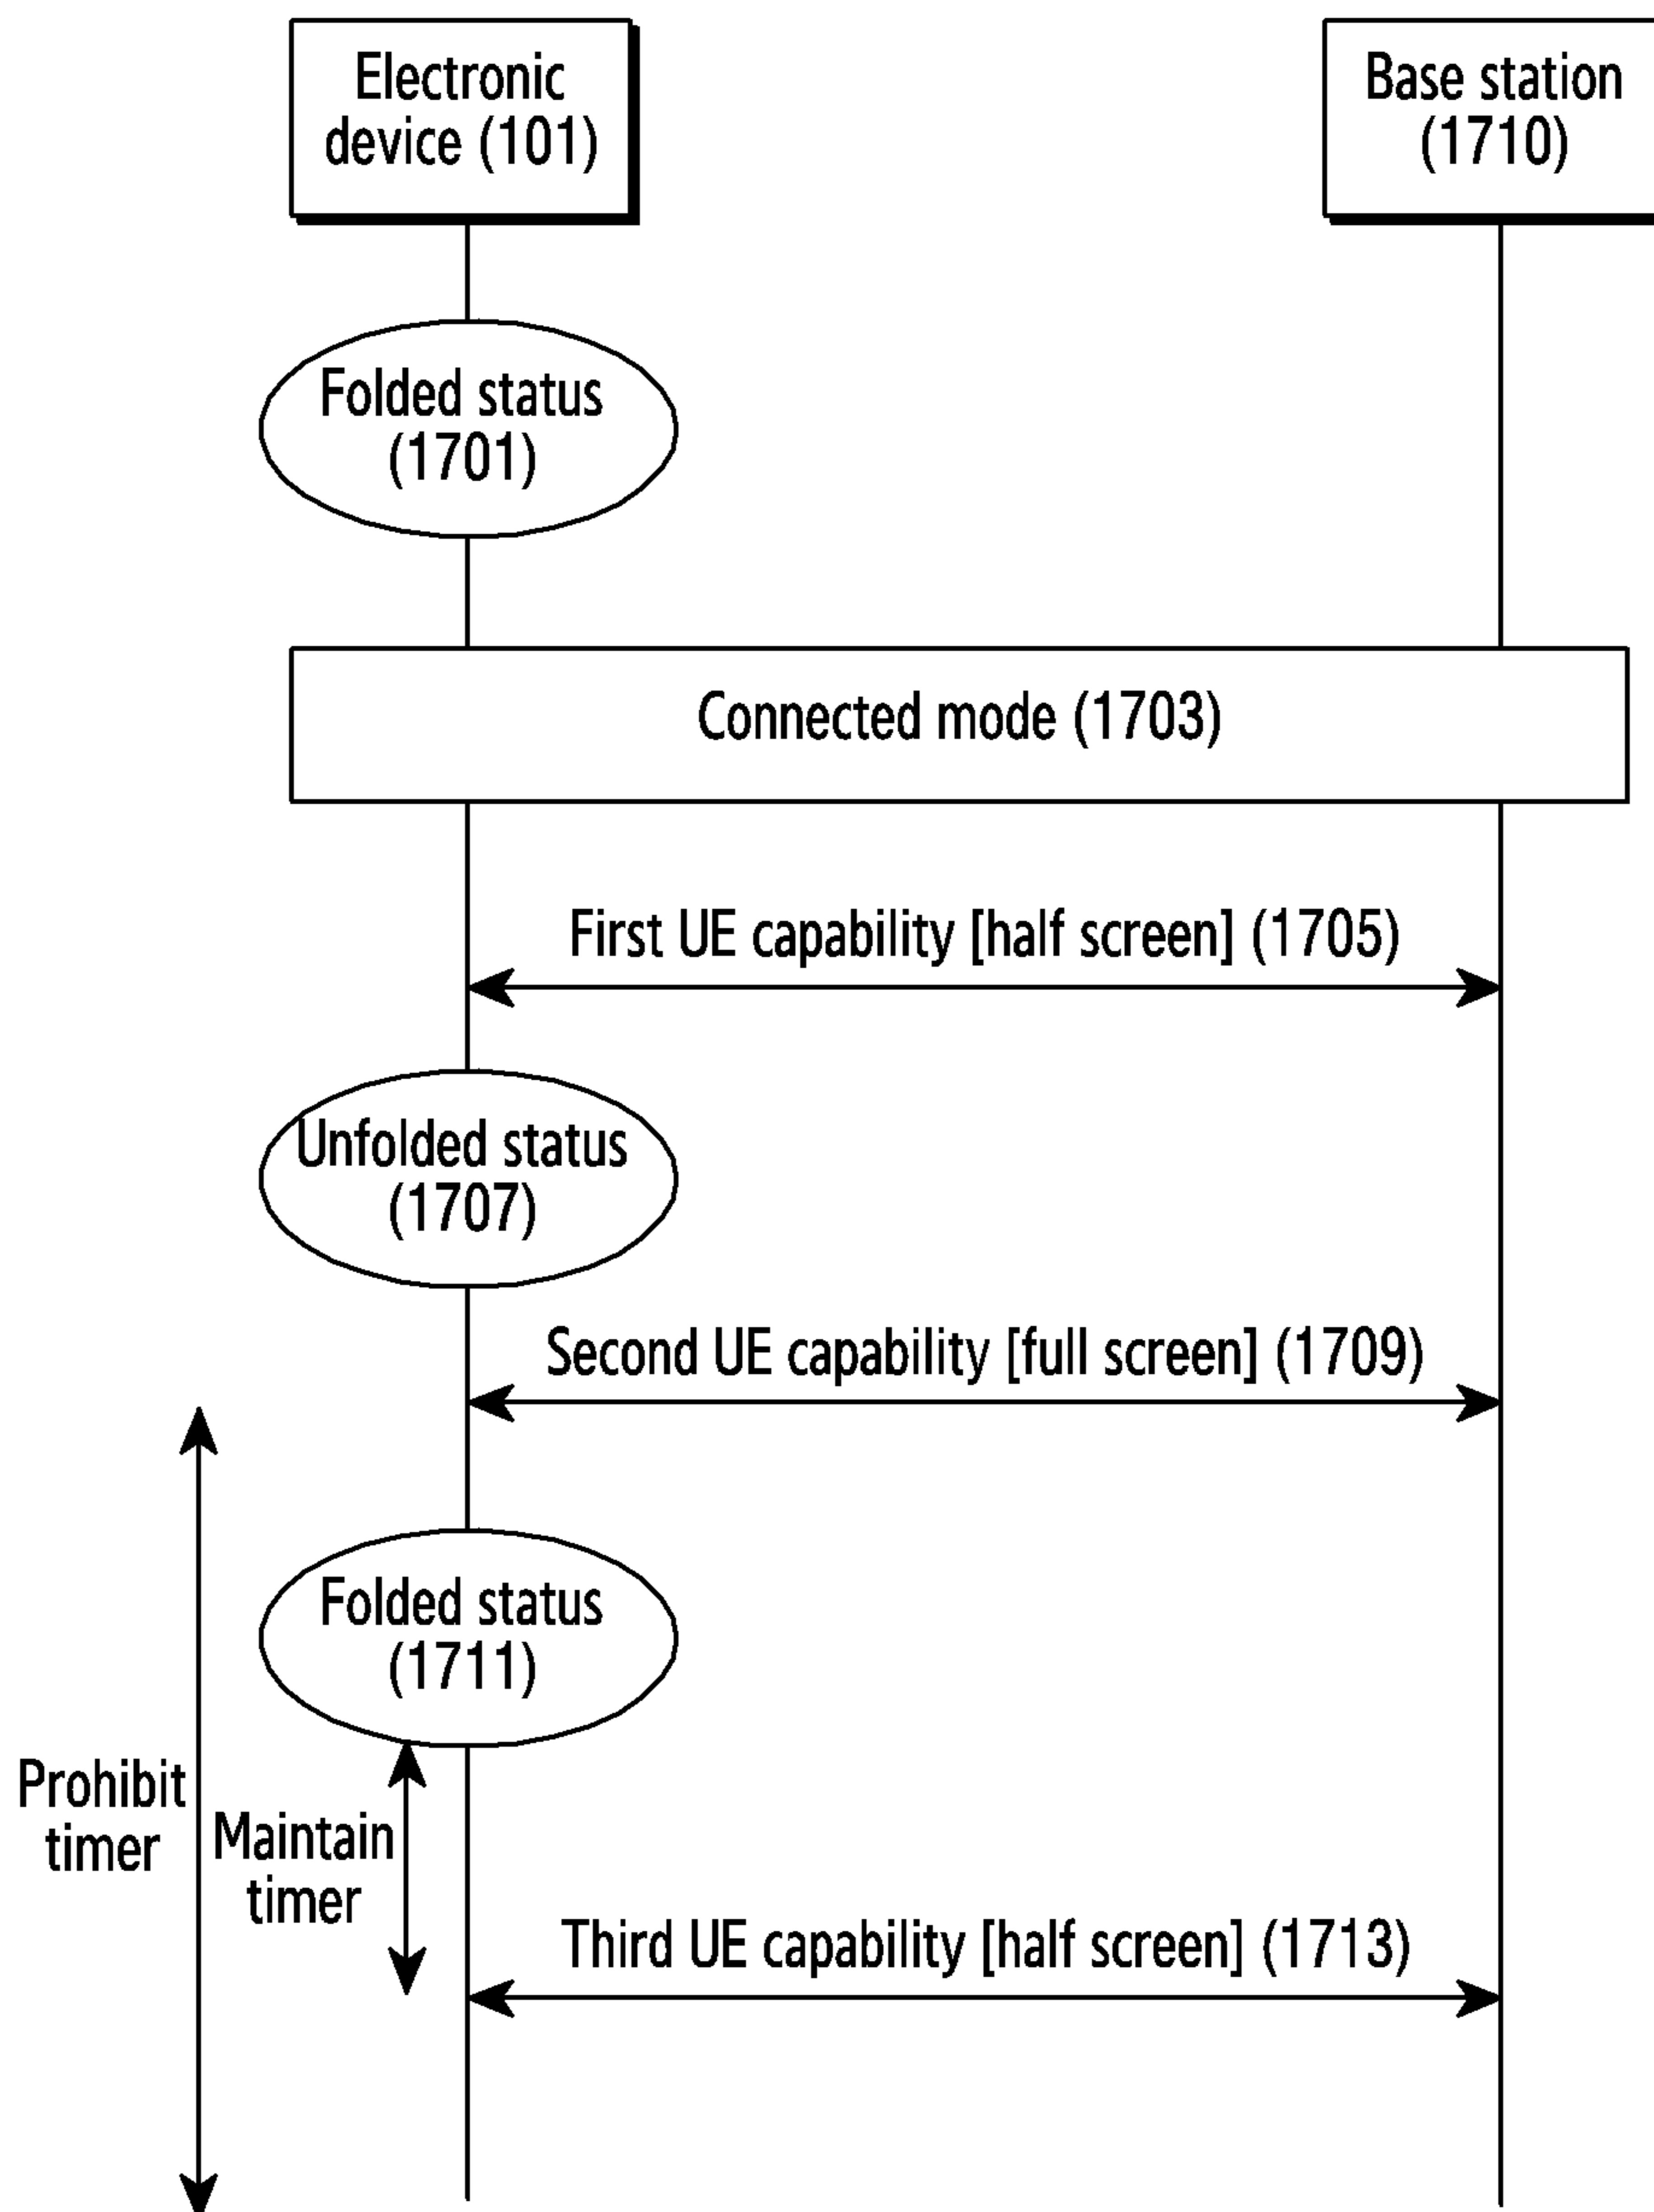 Electronic
device (101)
Base station
(1710)
Folded status
(1701)
Connected mode (1703)
First UE capability [half screen] (1705)
Unfolded status
(1707)
Second UE capability [full screen] (1709)
Folded status
(1711)
Prohibit
timer
Maintain
timer
Third UE capability [half screen] (1713)